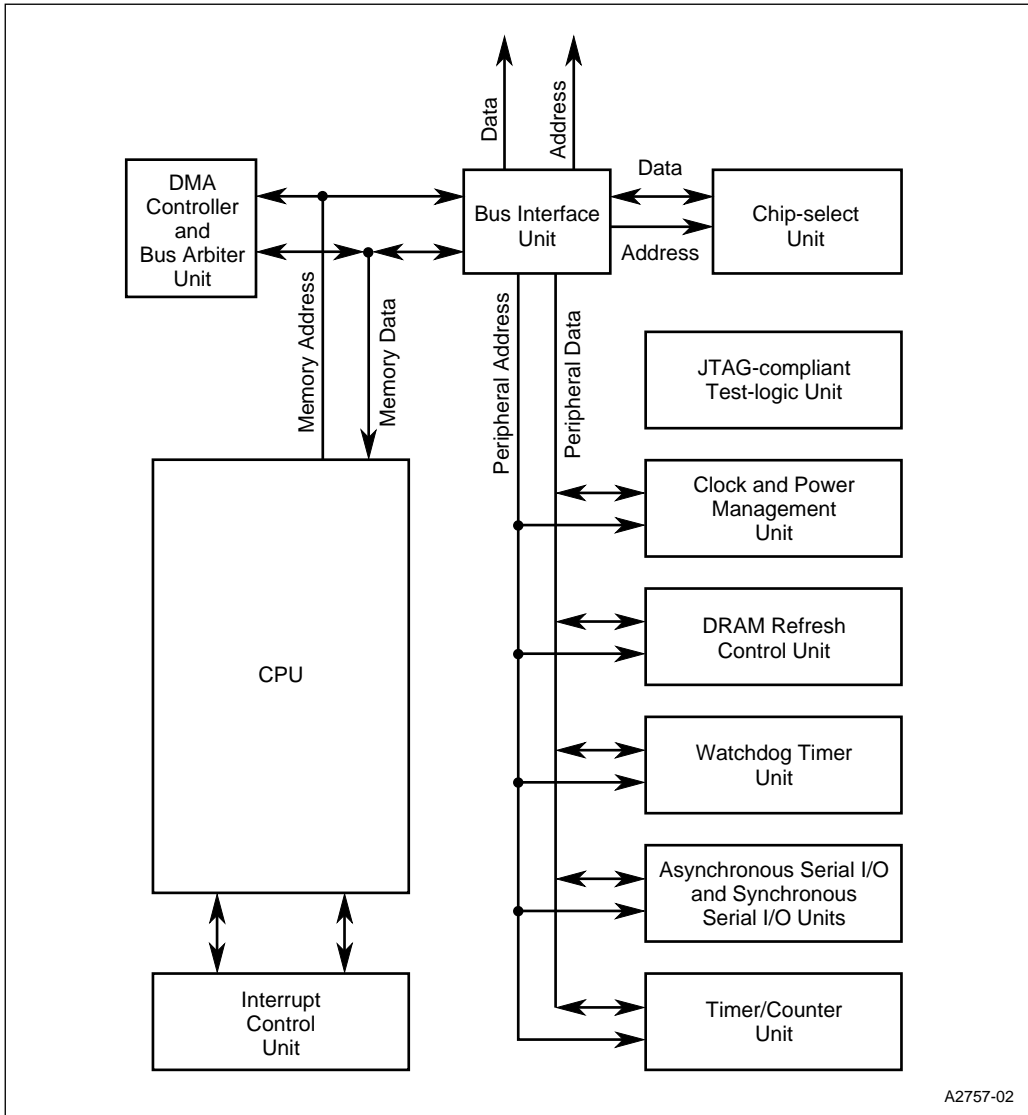 Data
Address
DMA
Controller
and
Bus Arbiter
Unit
Bus Interface
Unit
Data
Address
Chip-select
Unit
Memory Address
Memory Data
Peripheral Address
Peripheral Data
JTAG-compliant
Test-logic Unit
Clock and Power
Management
Unit
CPU
DRAM Refresh
Control Unit
Watchdog Timer
Unit
Asynchronous Serial I/O
and Synchronous
Serial I/O Units
Interrupt
Control
Unit
Timer/Counter
Unit
A2757-02